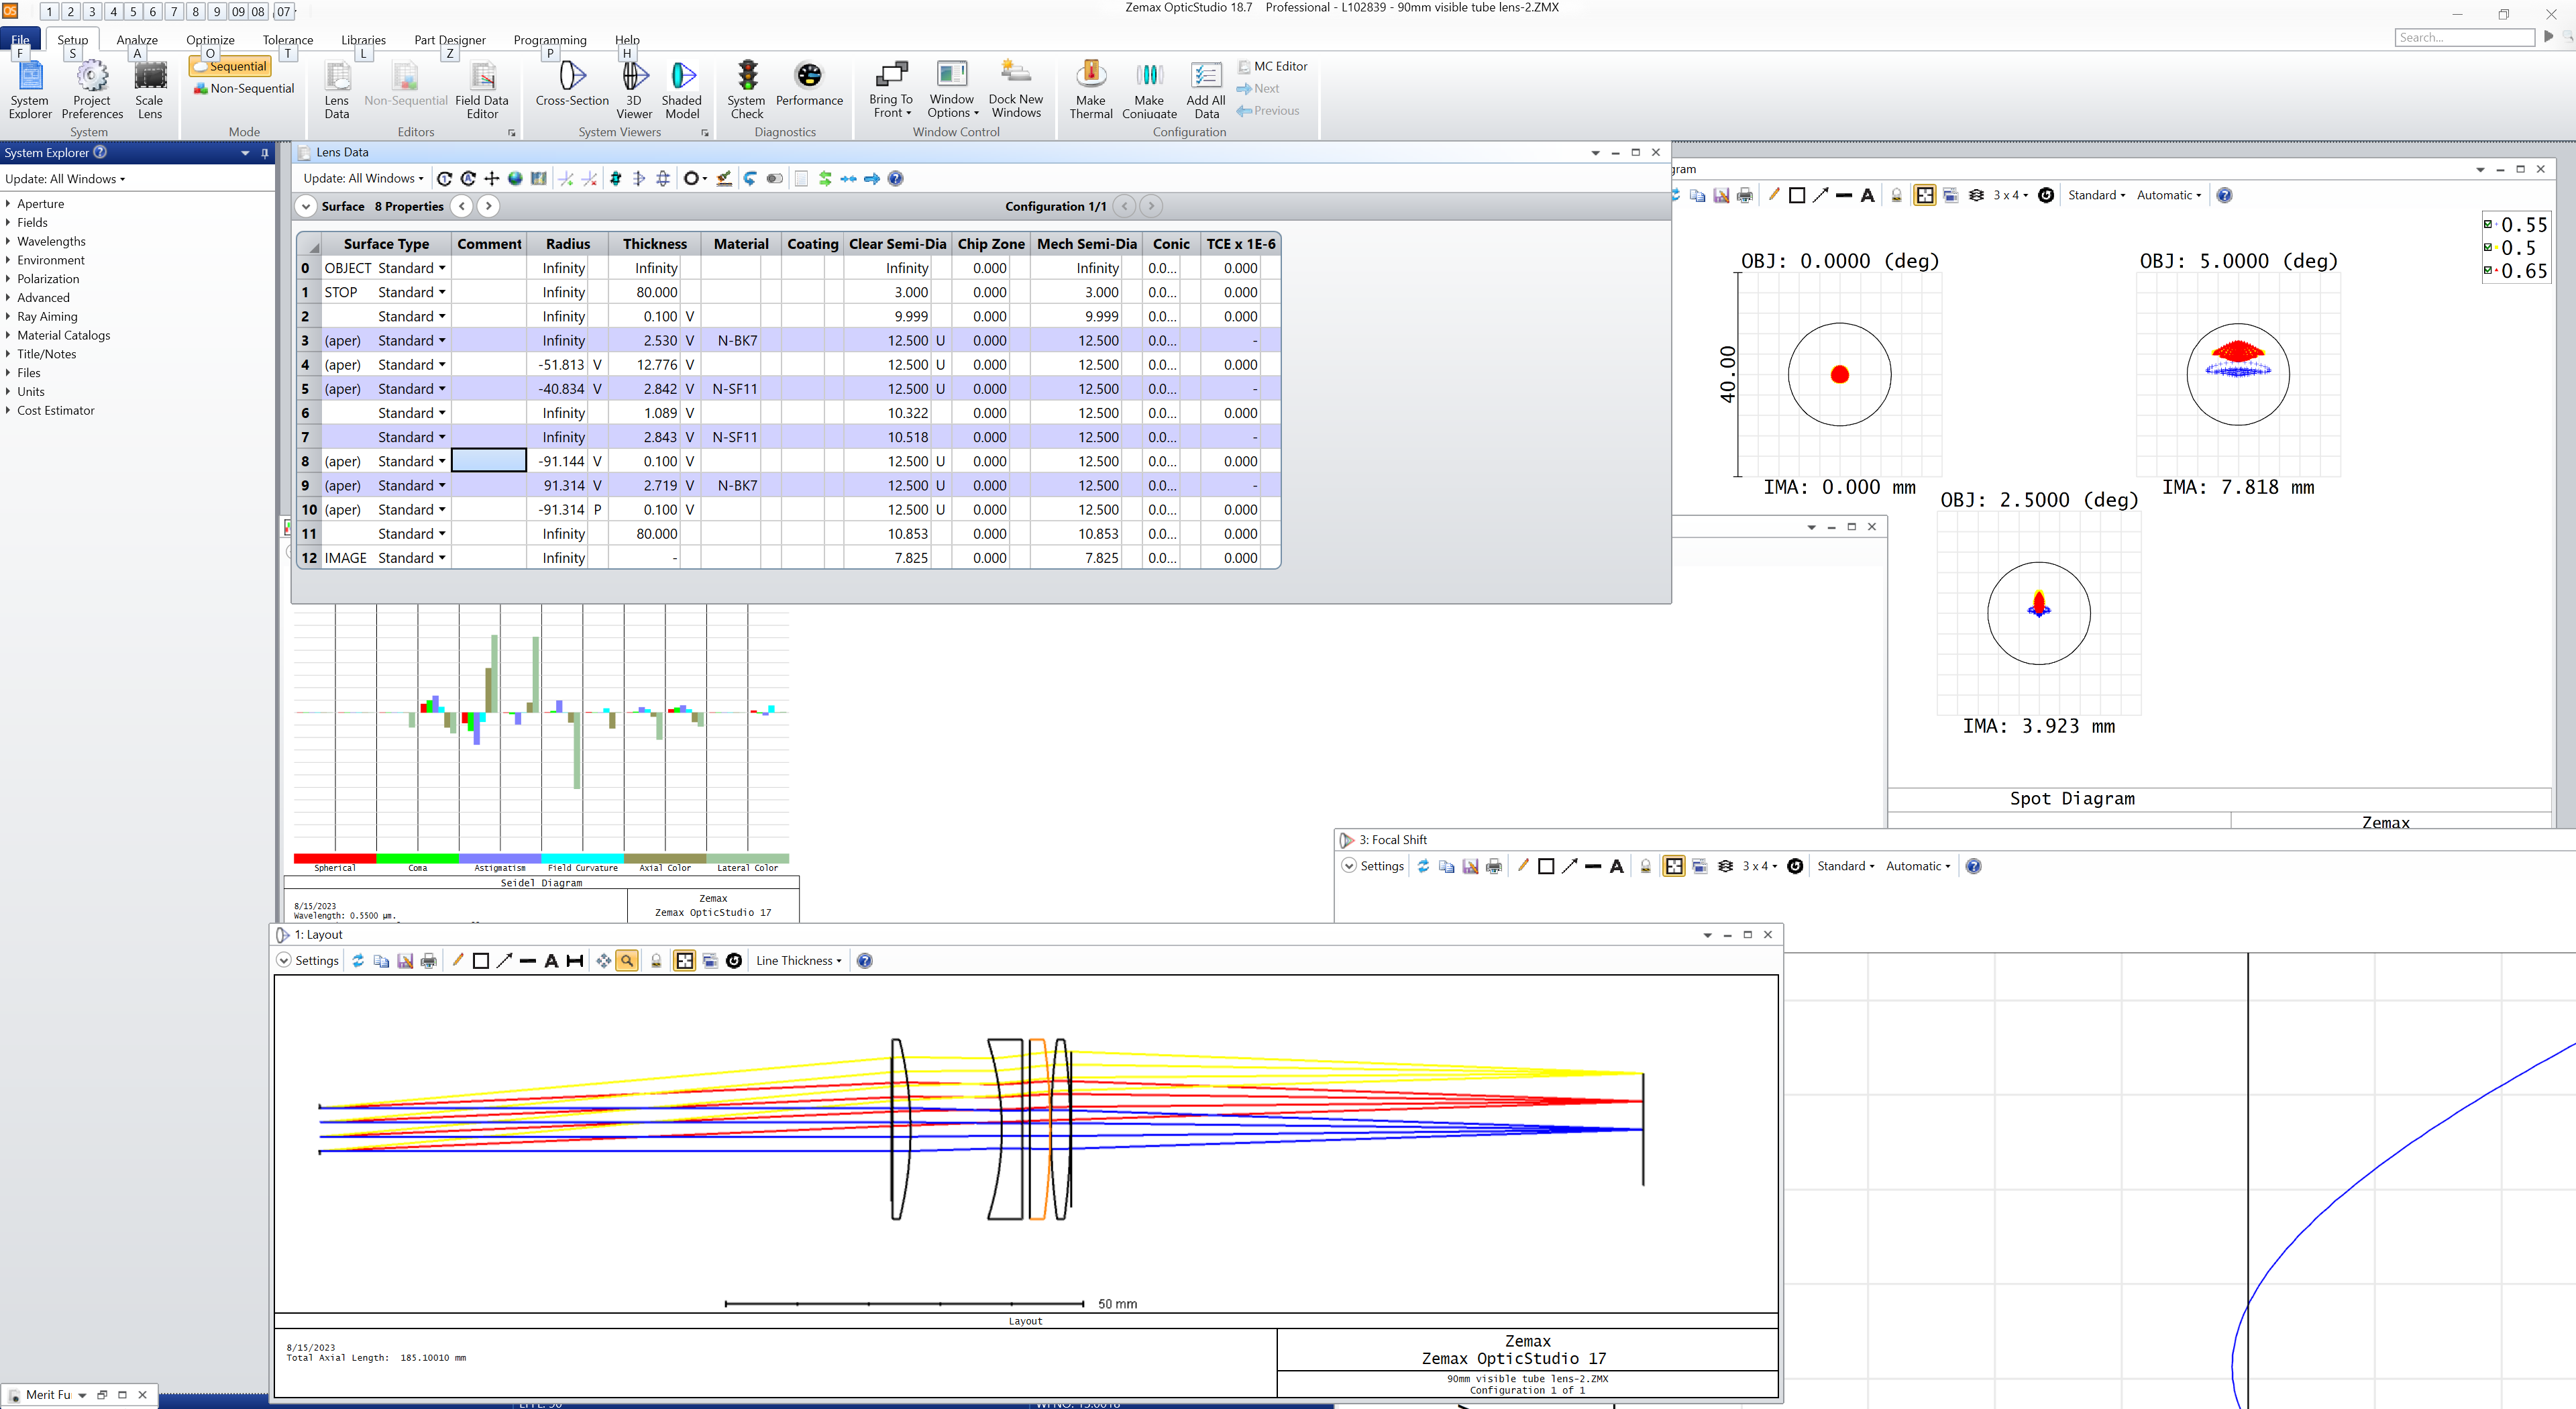 OS 1 2 3 4 5 6 7 8 9 09 08 07
Zemax OpticStudio 18.7 Professional - L102839 - 90mm visible tube lens-2.ZMX
File Setup Analyze Optimize Tolerance Libraries Part Designer Programming Help
Search...
F S A O T L Z P H
Sequential
Non-Sequential
System Explorer
Project Preferences
Scale Lens
Lens Data
Non-Sequential
Field Data Editor
Cross-Section
3D Viewer
Shaded Model
System Check
Performance
Bring To Front
Window Options
Dock New Windows
Make Thermal
Make Conjugate
Add All Data
MC Editor
Next
Previous
System Mode Editors System Viewers Diagnostics Window Control Configuration
System Explorer
Update: All Windows
Aperture
Fields
Wavelengths
Environment
Polarization
Advanced
Ray Aiming
Material Catalogs
Title/Notes
Files
Units
Cost Estimator
Lens Data
Update: All Windows
Surface 8 Properties Configuration 1/1
Surface Type Comment Radius Thickness Material Coating Clear Semi-Dia Chip Zone Mech Semi-Dia Conic TCE x 1E-6
0 OBJECT Standard Infinity Infinity Infinity 0.000 Infinity 0.0... 0.000
1 STOP Standard Infinity 80.000 3.000 0.000 3.000 0.0... 0.000
2 Standard Infinity 0.100 V 9.999 0.000 9.999 0.0... 0.000
3 (aper) Standard Infinity 2.530 V N-BK7 12.500 U 0.000 12.500 0.0... -
4 (aper) Standard -51.813 V 12.776 V 12.500 U 0.000 12.500 0.0... 0.000
5 (aper) Standard -40.834 V 2.842 V N-SF11 12.500 U 0.000 12.500 0.0... -
6 Standard Infinity 1.089 V 10.322 0.000 12.500 0.0... 0.000
7 Standard Infinity 2.843 V N-SF11 10.518 0.000 12.500 0.0... -
8 (aper) Standard -91.144 V 0.100 V 12.500 U 0.000 12.500 0.0... 0.000
9 (aper) Standard 91.314 V 2.719 V N-BK7 12.500 U 0.000 12.500 0.0... -
10 (aper) Standard -91.314 P 0.100 V 12.500 U 0.000 12.500 0.0... 0.000
11 Standard Infinity 80.000 10.853 0.000 10.853 0.0... 0.000
12 IMAGE Standard Infinity - 7.825 0.000 7.825 0.0... 0.000
gram
3 x 4 Standard Automatic
0.55
0.5
0.65
OBJ: 0.0000 (deg)
OBJ: 5.0000 (deg)
40.00
IMA: 0.000 mm
IMA: 7.818 mm
OBJ: 2.5000 (deg)
IMA: 3.923 mm
Spot Diagram
Zemax
Spherical Coma Astigmatism Field Curvature Axial Color Lateral Color
Seidel Diagram
8/15/2023
Wavelength: 0.5500 µm.
Zemax
Zemax OpticStudio 17
3: Focal Shift
Settings 3 x 4 Standard Automatic
1: Layout
Settings Line Thickness
50 mm
Layout
8/15/2023
Total Axial Length: 185.10010 mm
Zemax
Zemax OpticStudio 17
90mm visible tube lens-2.ZMX
Configuration 1 of 1
Merit Fu